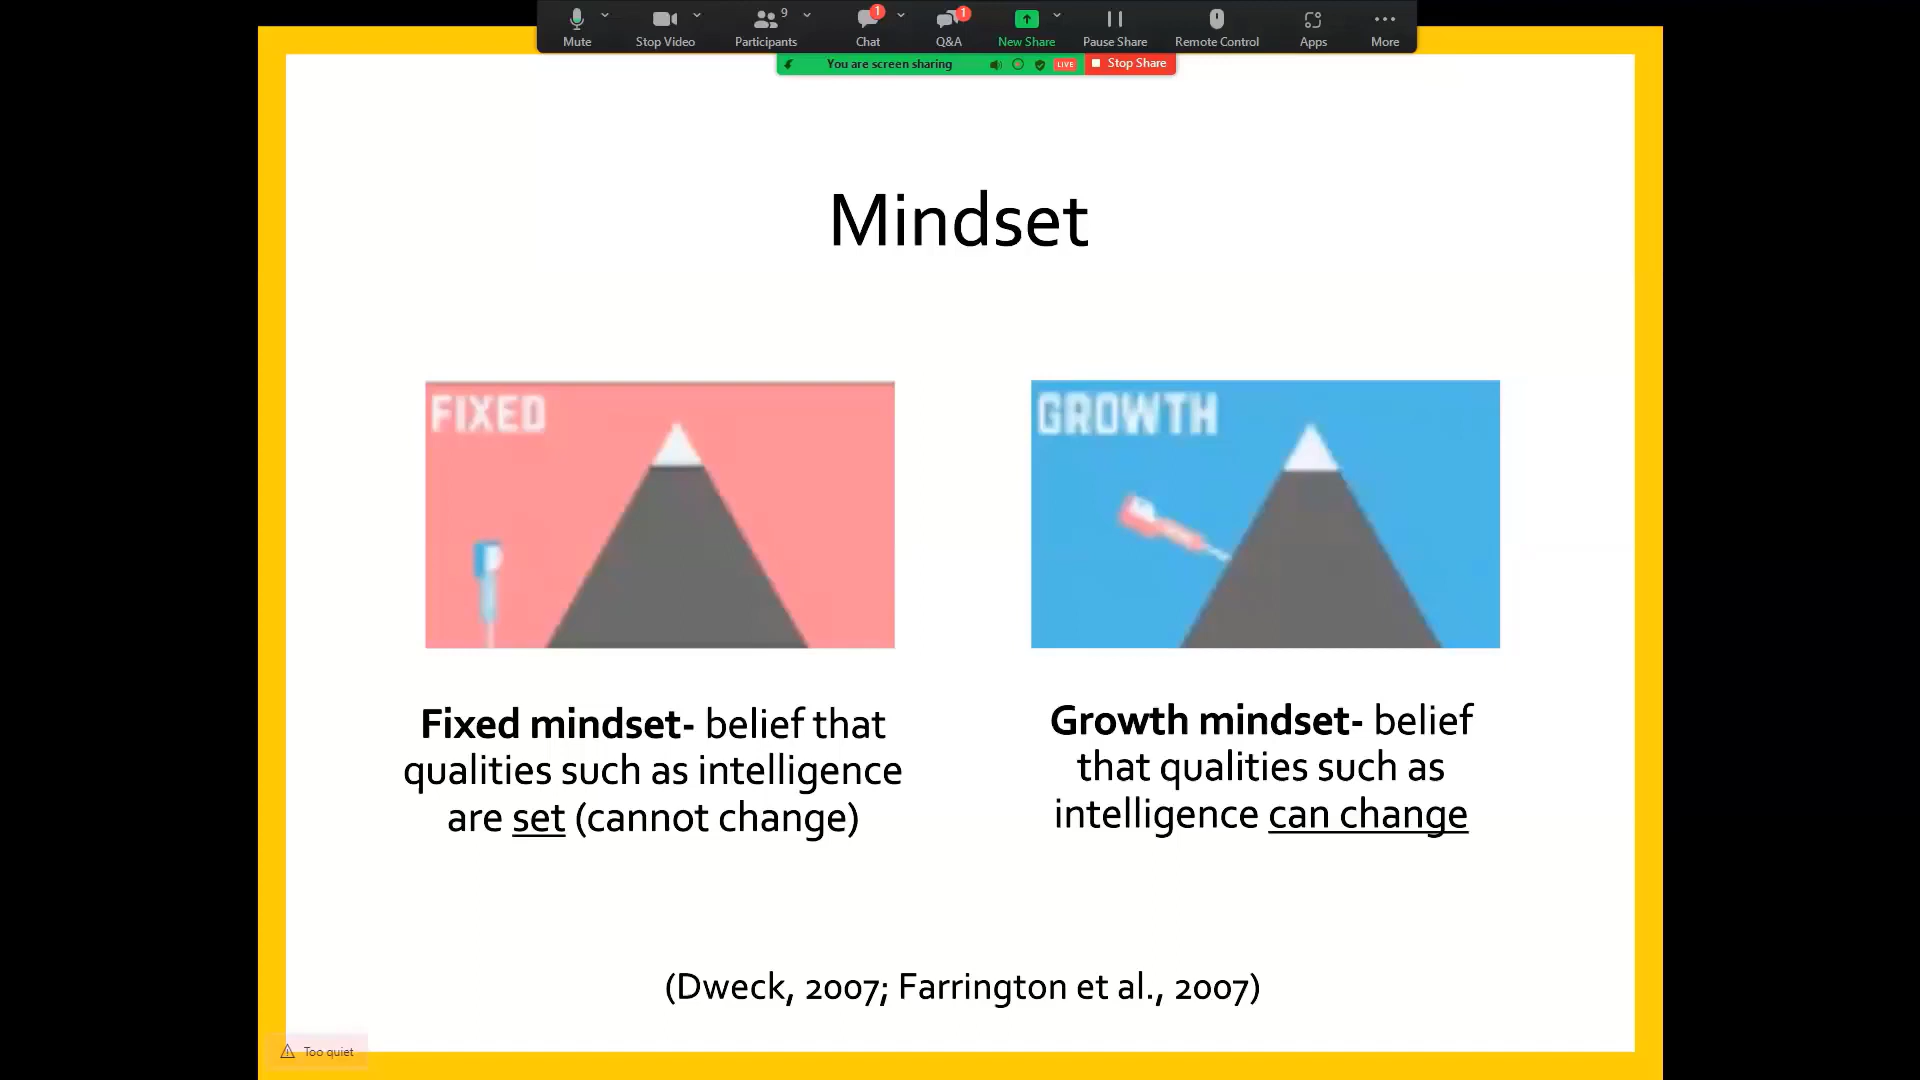 Mute
Stop Video
Participants
9
Chat
1
Q&A
1
New Share
Pause Share
Remote Control
Apps
More
You are screen sharing
LIVE
Stop Share
Mindset
FIXED
GROWTH
Fixed mindset- belief that
qualities such as intelligence
are set (cannot change)
Growth mindset- belief
that qualities such as
intelligence can change
(Dweck, 2007; Farrington et al., 2007)
Too quiet